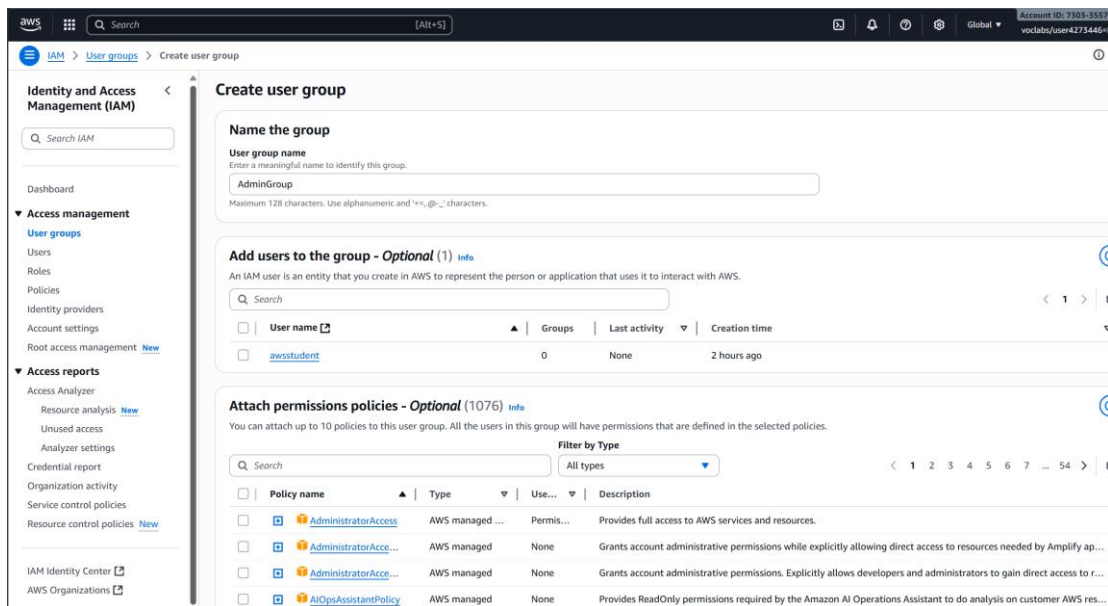 aws
Search
[Alt+S]
Global
Account ID: 7303-3557
voclabs/user4273446=
IAM > User groups > Create user group
Identity and Access Management (IAM)
Search IAM
Dashboard
Access management
User groups
Users
Roles
Policies
Identity providers
Account settings
Root access management New
Access reports
Access Analyzer
Resource analysis New
Unused access
Analyzer settings
Credential report
Organization activity
Service control policies
Resource control policies New
IAM Identity Center
AWS Organizations
Create user group
Name the group
User group name
Enter a meaningful name to identify this group.
AdminGroup
Maximum 128 characters. Use alphanumeric and '+=,.@-_' characters.
Add users to the group - Optional (1) Info
An IAM user is an entity that you create in AWS to represent the person or application that uses it to interact with AWS.
Search
< 1 >
User name Groups Last activity Creation time
awsstudent 0 None 2 hours ago
Attach permissions policies - Optional (1076) Info
You can attach up to 10 policies to this user group. All the users in this group will have permissions that are defined in the selected policies.
Filter by Type
Search All types < 1 2 3 4 5 6 7 ... 54 >
Policy name Type Use... Description
AdministratorAccess AWS managed ... Permis... Provides full access to AWS services and resources.
AdministratorAcce... AWS managed None Grants account administrative permissions while explicitly allowing direct access to resources needed by Amplify ap...
AdministratorAcce... AWS managed None Grants account administrative permissions. Explicitly allows developers and administrators to gain direct access to r...
AIOpsAssistantPolicy AWS managed None Provides ReadOnly permissions required by the Amazon AI Operations Assistant to do analysis on customer AWS res...